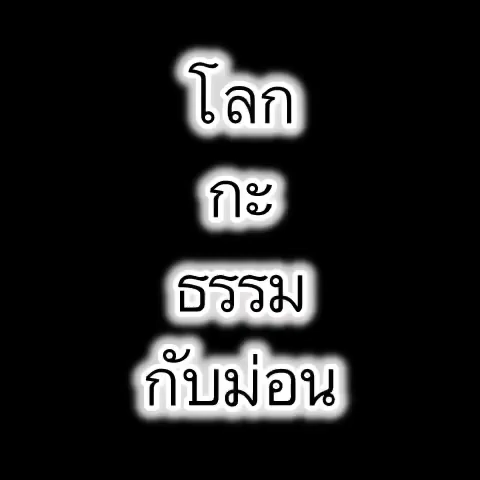 โลก
กะ
ธรรม
กับม่อน